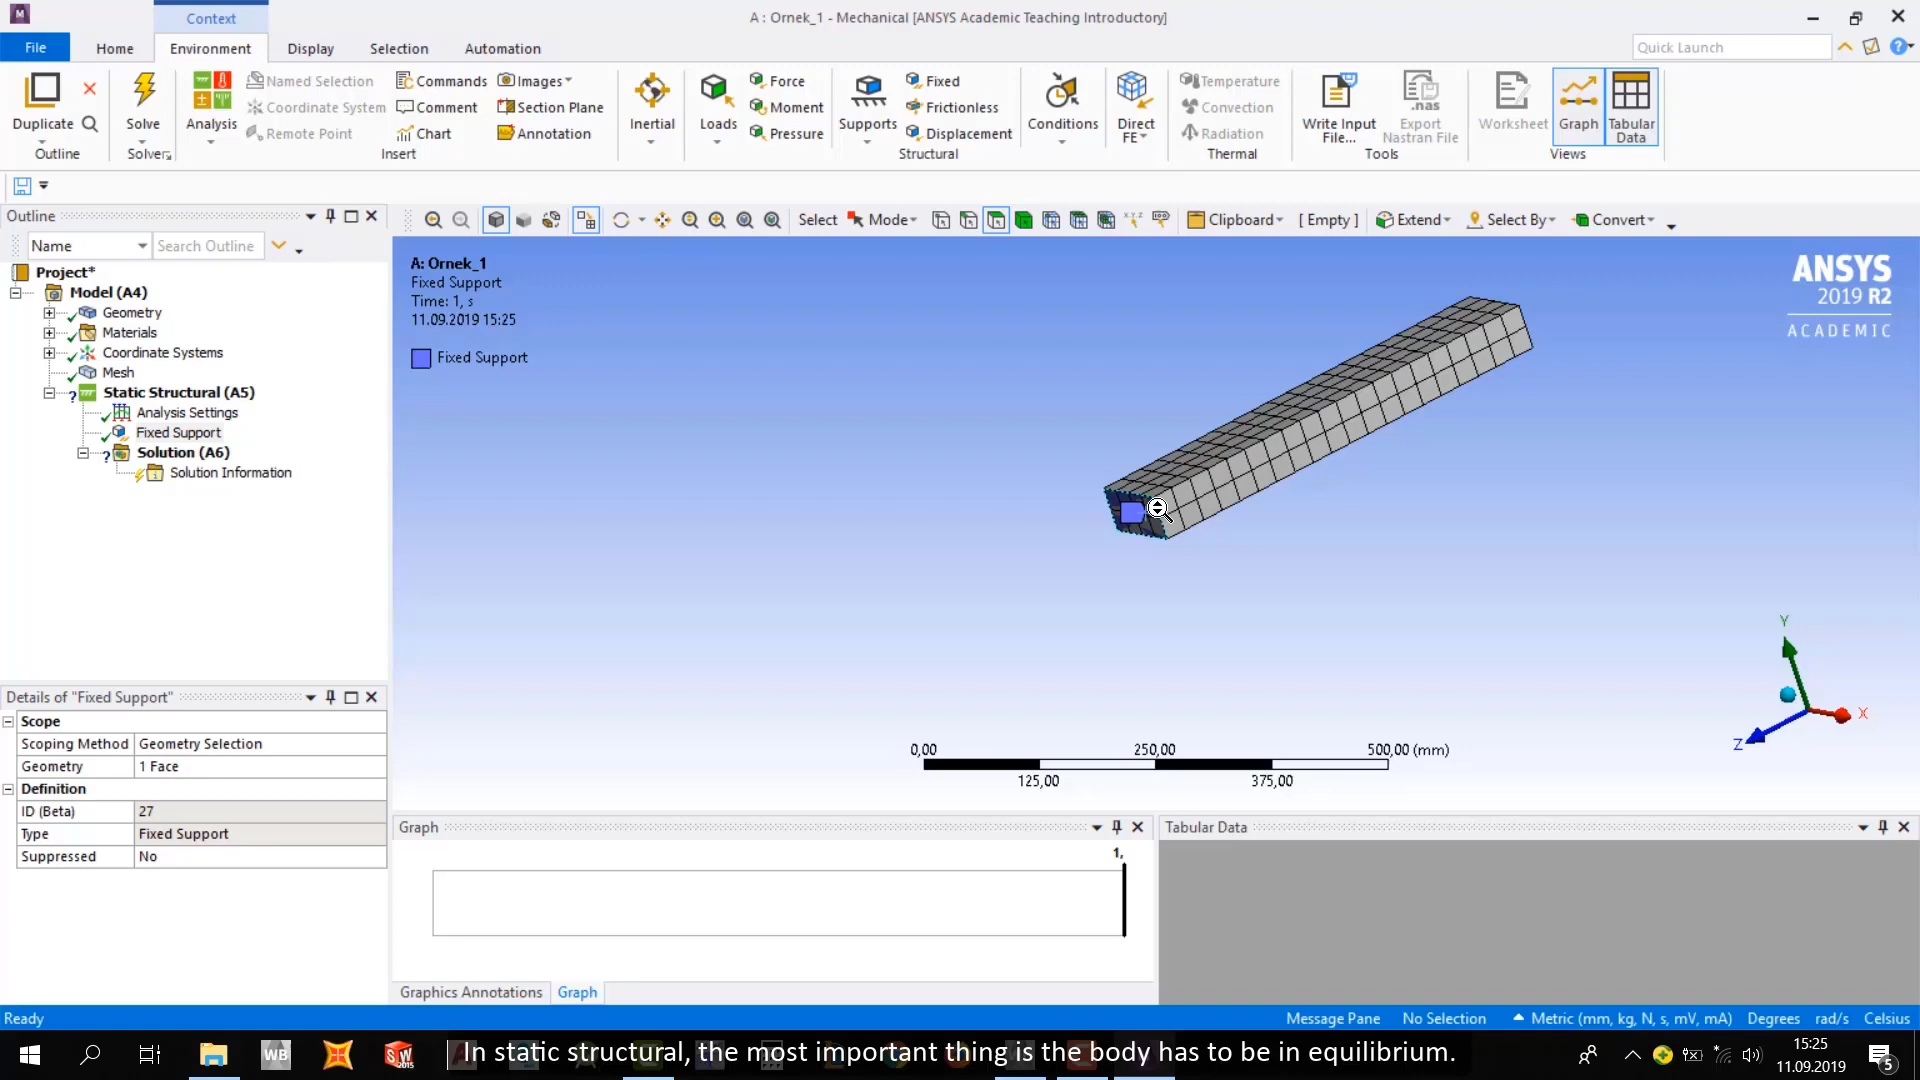 Context
A : Ornek_1 - Mechanical [ANSYS Academic Teaching Introductory]
File
Home
Environment
Display
Selection
Automation
Quick Launch
Duplicate
Outline
Solve
Solver
Analysis
Named Selection
Coordinate System
Remote Point
Commands
Comment
Chart
Images
Section Plane
Annotation
Insert
Inertial
Loads
Force
Moment
Pressure
Supports
Fixed
Frictionless
Displacement
Structural
Conditions
Direct
FE
Temperature
Convection
Radiation
Thermal
Write Input
File...
.nas
Export
Nastran File
Tools
Worksheet
Graph
Tabular
Data
Views
Outline
Name
Search Outline
Select
Mode
Clipboard
[ Empty ]
Extend
Select By
Convert
Project*
Model (A4)
Geometry
Materials
Coordinate Systems
Mesh
Static Structural (A5)
Analysis Settings
Fixed Support
Solution (A6)
Solution Information
A: Ornek_1
Fixed Support
Time: 1, s
11.09.2019 15:25
Fixed Support
ANSYS
2019 R2
ACADEMIC
Y
X
Z
0,00
250,00
500,00 (mm)
125,00
375,00
Details of "Fixed Support"
Scope
Scoping Method
Geometry Selection
Geometry
1 Face
Definition
ID (Beta)
27
Type
Fixed Support
Suppressed
No
Graph
1,
Tabular Data
Graphics Annotations
Graph
Ready
Message Pane
No Selection
Metric (mm, kg, N, s, mV, mA)
Degrees
rad/s
Celsius
WB
SW
2015
In static structural, the most important thing is the body has to be in equilibrium.
15:25
11.09.2019
5